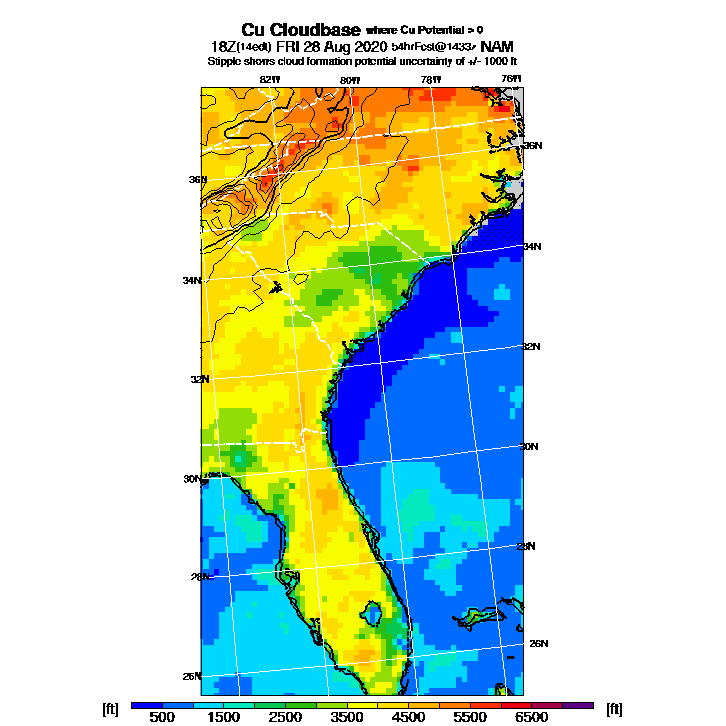 Cu Cloudbase where Cu Potential > 0
18Z(14edt) FRI 28 Aug 2020 54hrFcst@1433z NAM
Stipple shows cloud formation potential uncertainty of +/- 1000 ft
82W 80W 78W 76W
36N
36N
34N
34N
32N
32N
30N
30N
28N
28N
26N
26N
[ft] 500 1500 2500 3500 4500 5500 6500 [ft]